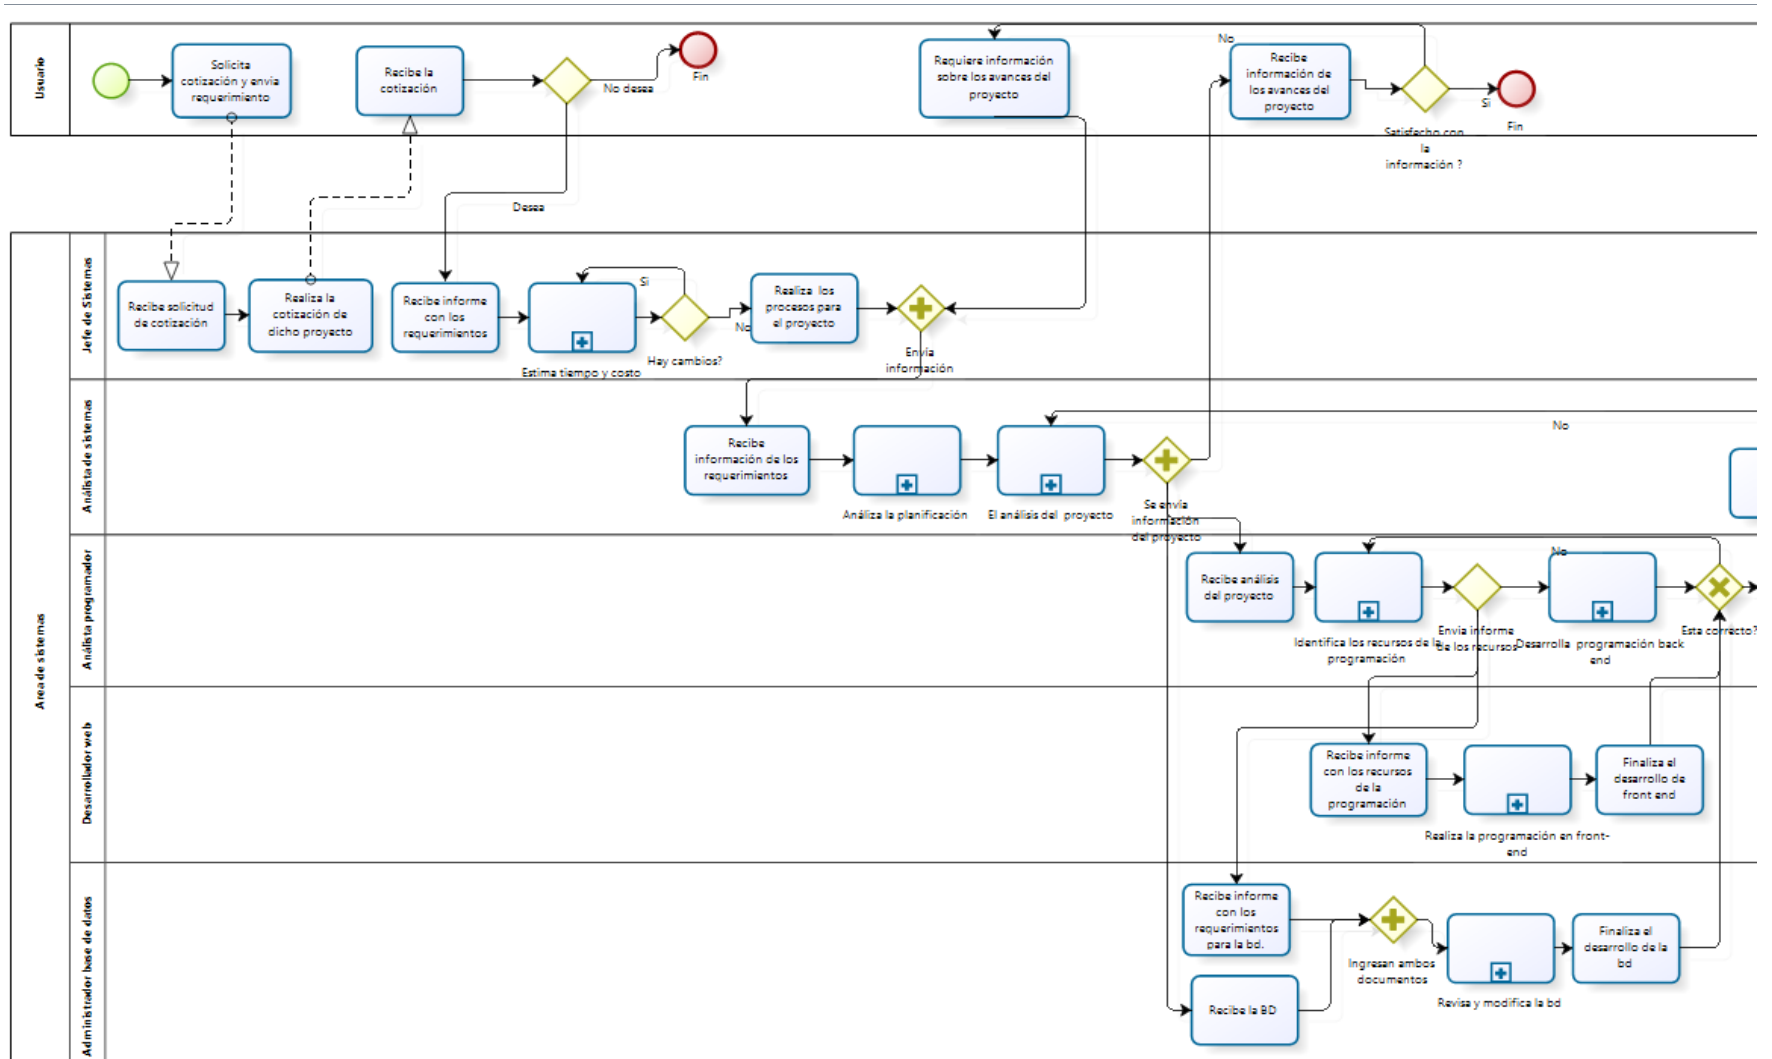 Usuario
Solicita
cotización y envia
requerimiento
Recibe la
cotización
No desea
Fin
Desea
Requiere información
sobre los avances del
proyecto
No
Recibe
información de
los avances del
proyecto
Satisfecho con
la
información ?
Si
Fin
Area de sistemas
Jefe de Sistemas
Recibe solicitud
de cotización
Realiza la
cotización de
dicho proyecto
Recibe informe
con los
requerimientos
Estima tiempo y costo
Si
Hay cambios?
No
Realiza los
procesos para
el proyecto
Envía
información
Análista de sistemas
Recibe
información de los
requerimientos
Análiza la planificación
El análisis del proyecto
Se envía
información
del proyecto
No
Análista programador
Recibe análisis
del proyecto
Identifica los recursos de la
programación
Envia informe
de los recursos
Desarrolla programación back
end
No
Esta correcto?
Desarrollador web
Recibe informe
con los recursos
de la
programación
Realiza la programación en front-
end
Finaliza el
desarrollo de
front end
Administrador base de datos
Recibe informe
con los
requerimientos
para la bd.
Recibe la BD
Ingresan ambos
documentos
Revisa y modifica la bd
Finaliza el
desarrollo de la
bd